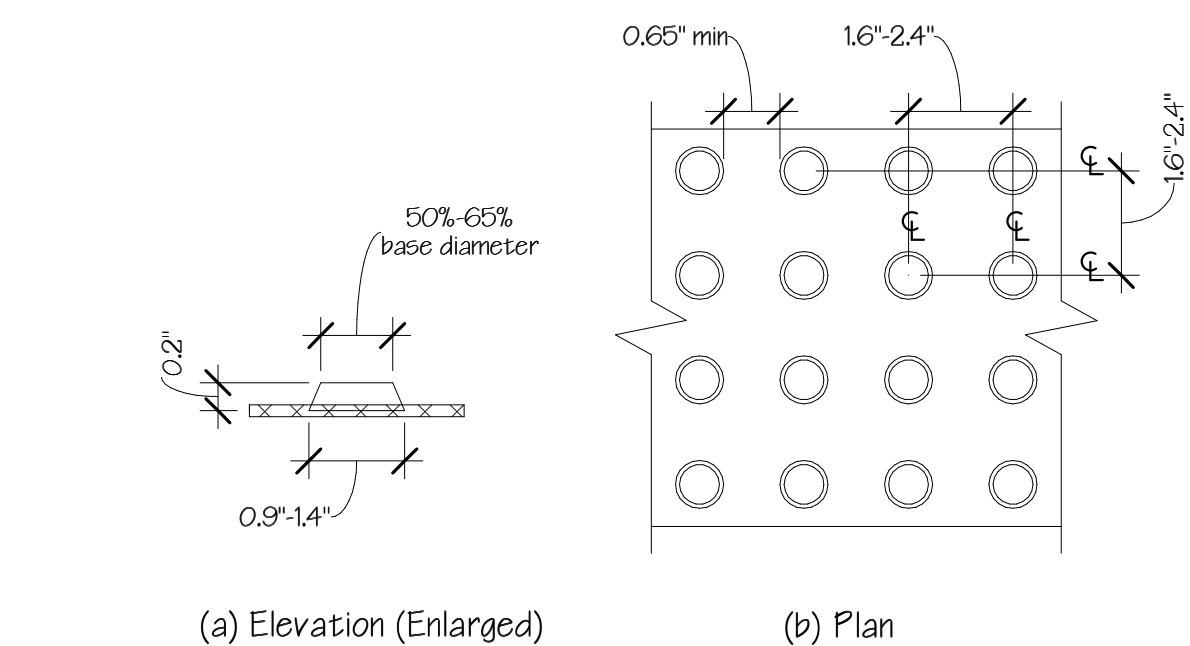 0.65" min
1.6"-2.4"
1.6"-2.4"
℄
℄
℄
℄
50%-65%
base diameter
0.2"
0.9"-1.4"
(a) Elevation (Enlarged)
(b) Plan